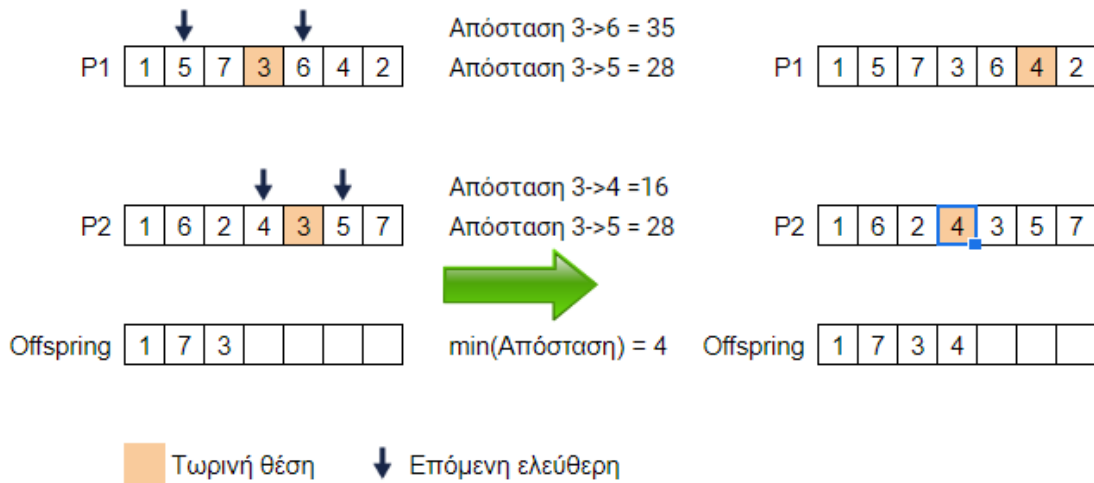 Απόσταση 3->6 = 35
P1 1 5 7 3 6 4 2
Απόσταση 3->5 = 28
P1 1 5 7 3 6 4 2
Απόσταση 3->4 =16
P2 1 6 2 4 3 5 7
Απόσταση 3->5 = 28
P2 1 6 2 4 3 5 7
Offspring 1 7 3
min(Απόσταση) = 4
Offspring 1 7 3 4
Τωρινή θέση
Επόμενη ελεύθερη